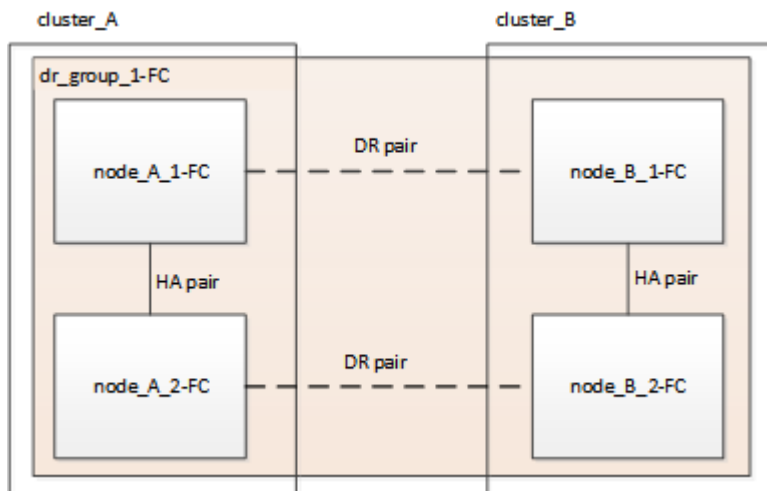 cluster_A
cluster_B
dr_group_1-FC
DR pair
node_A_1-FC
node_B_1-FC
HA pair
HA pair
DR pair
node_A_2-FC
node_B_2-FC